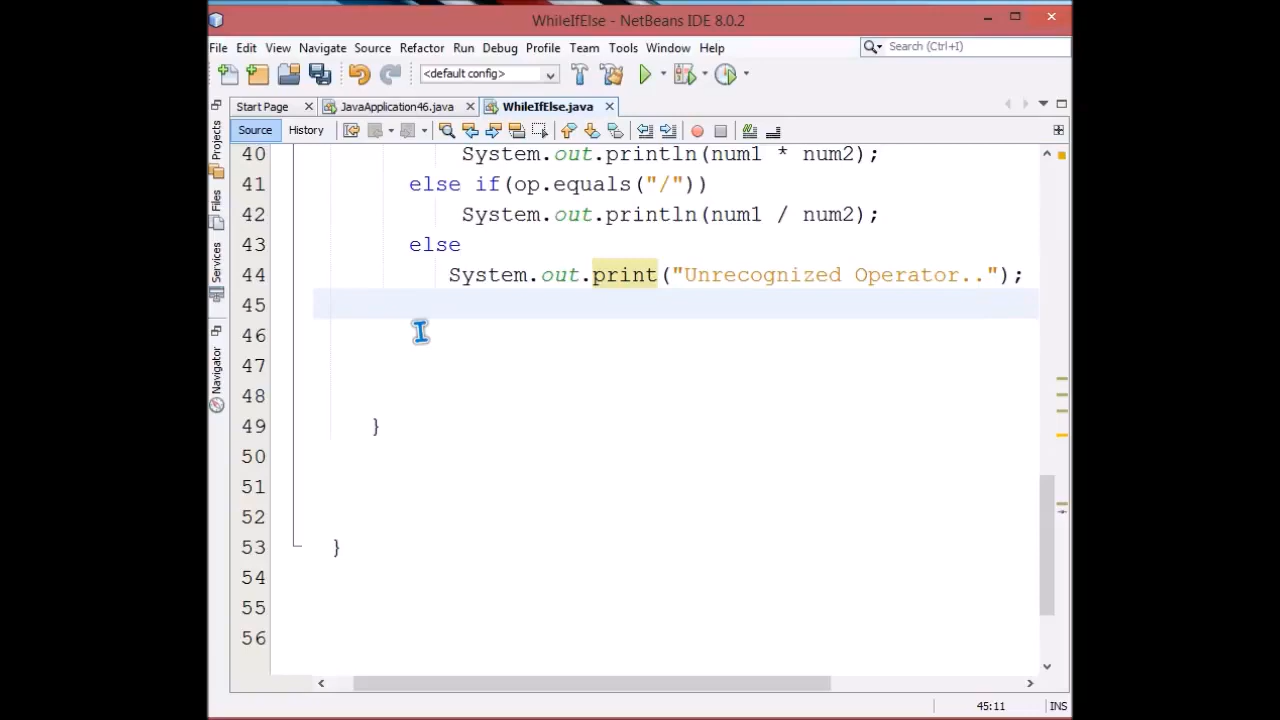 WhileIfElse - NetBeans IDE 8.0.2
File Edit View Navigate Source Refactor Run Debug Profile Team Tools Window Help
Search (Ctrl+I)
<default config>
Start Page JavaApplication46.java WhileIfElse.java
Source History
Projects
Files
Services
Navigator
40 System.out.println(num1 * num2);
41 else if(op.equals("/"))
42 System.out.println(num1 / num2);
43 else
44 System.out.print("Unrecognized Operator..");
45
46
47
48
49 }
50
51
52
53 }
54
55
56
45:11 INS